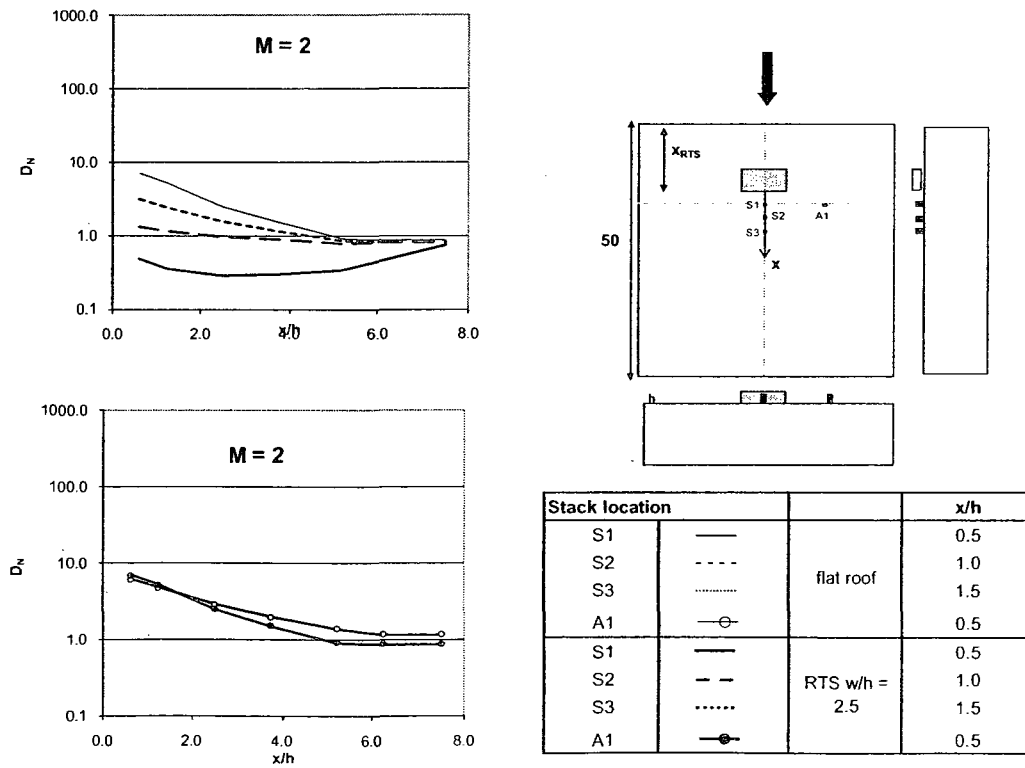 1000.0
M = 2
100.0
10.0
D_N
1.0
0.1
0.0 2.0 x/h 4.0 6.0 8.0
1000.0
M = 2
100.0
10.0
D_N
1.0
0.1
0.0 2.0 4.0 6.0 8.0
x/h
x_RTS
S1
S2
A1
S3
50
x
h
Stack location x/h
S1 0.5
S2 1.0
flat roof
S3 1.5
A1 0.5
S1 0.5
S2 RTS w/h = 1.0
S3 2.5 1.5
A1 0.5